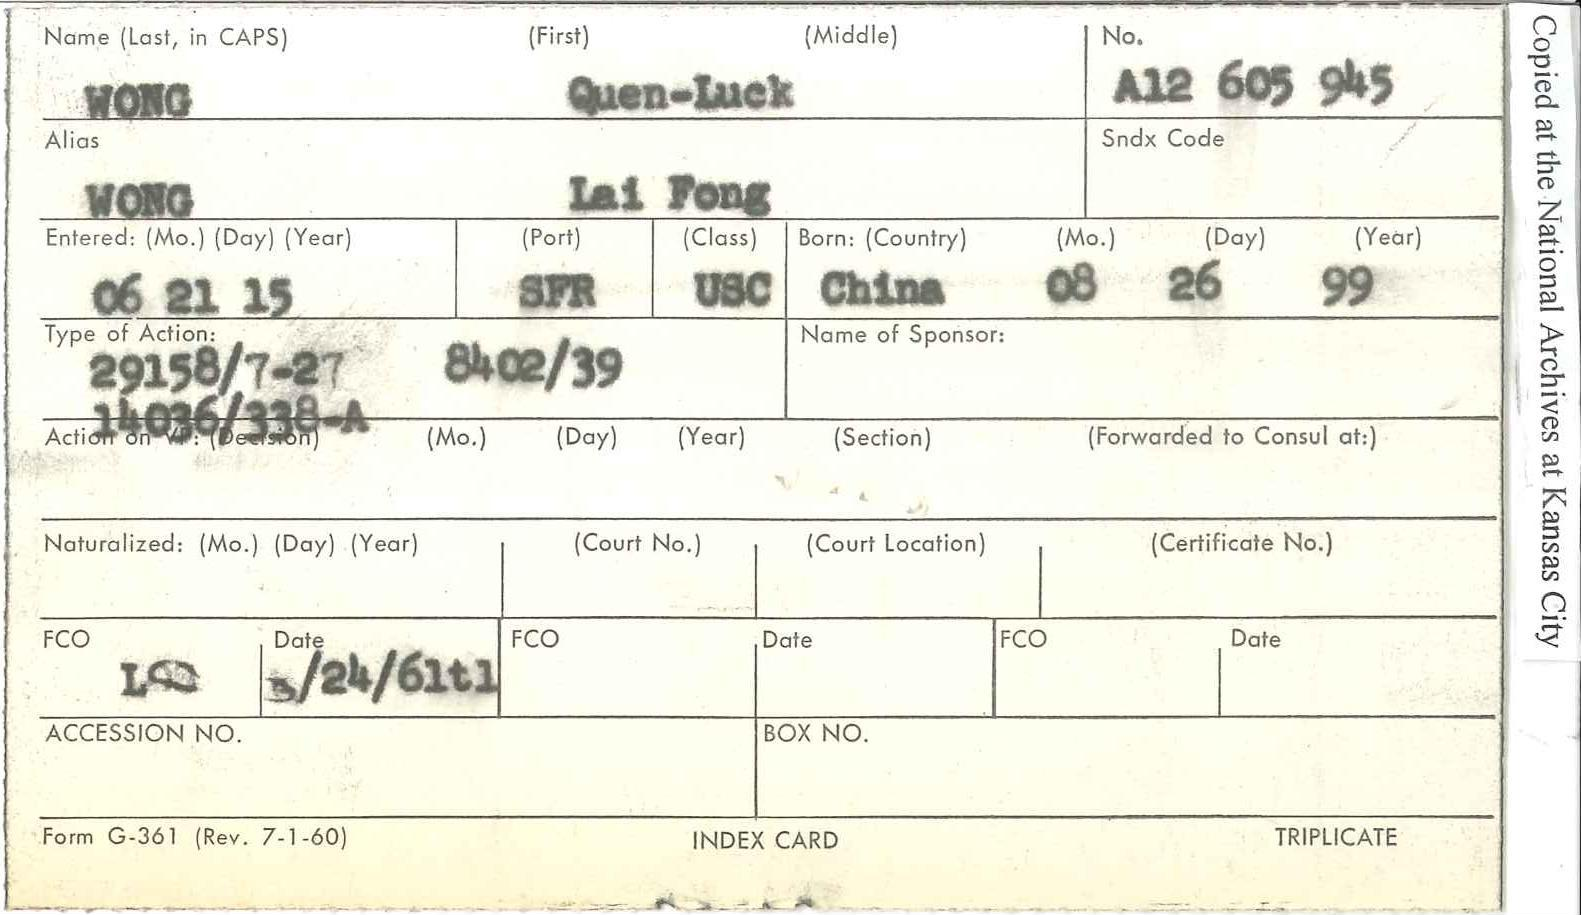 Name (Last, in CAPS) (First) (Middle) No.
WONG Quen-Luck A12 605 945
Alias Sndx Code
WONG Lai Fong
Entered: (Mo.) (Day) (Year) (Port) (Class) Born: (Country) (Mo.) (Day) (Year)
06 21 15 SFR USC China 08 26 99
Type of Action: Name of Sponsor:
29158/7-27 8402/39
14036/338-A
Action on VP: (Decision) (Mo.) (Day) (Year) (Section) (Forwarded to Consul at:)
Naturalized: (Mo.) (Day) (Year) (Court No.) (Court Location) (Certificate No.)
FCO Date FCO Date FCO Date
3/24/61tl
ACCESSION NO. BOX NO.
Form G-361 (Rev. 7-1-60) INDEX CARD TRIPLICATE
Copied at the National Archives at Kansas City